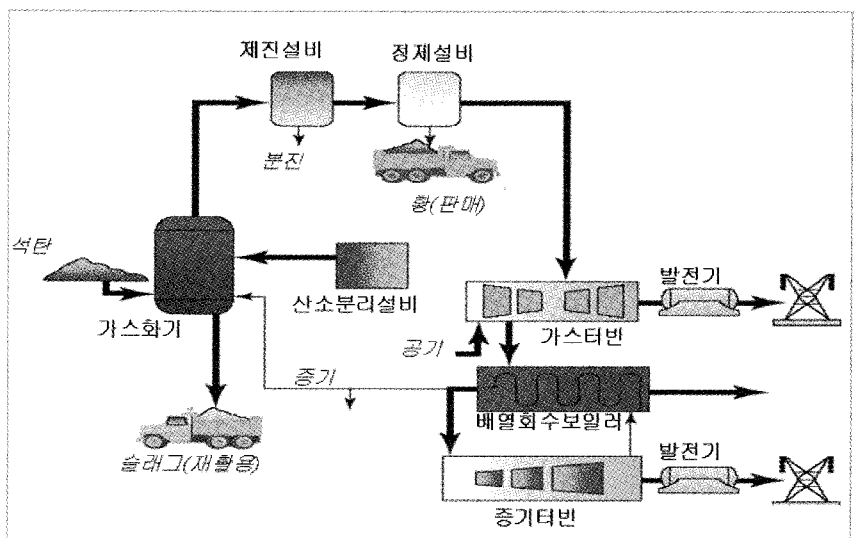 제진설비
정제설비
분진
황(판매)
석탄
산소분리설비
발전기
가스화기
가스터빈
공기
증기
배열회수보일러
슬래그(재활용)
발전기
증기터빈